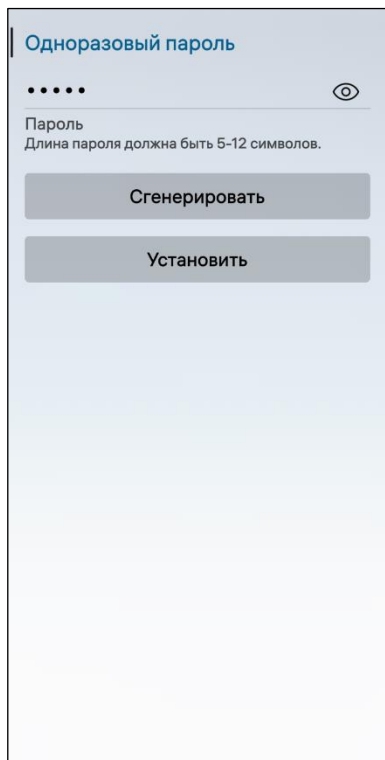 Одноразовый пароль
•••••
Пароль
Длина пароля должна быть 5-12 символов.
Сгенерировать
Установить